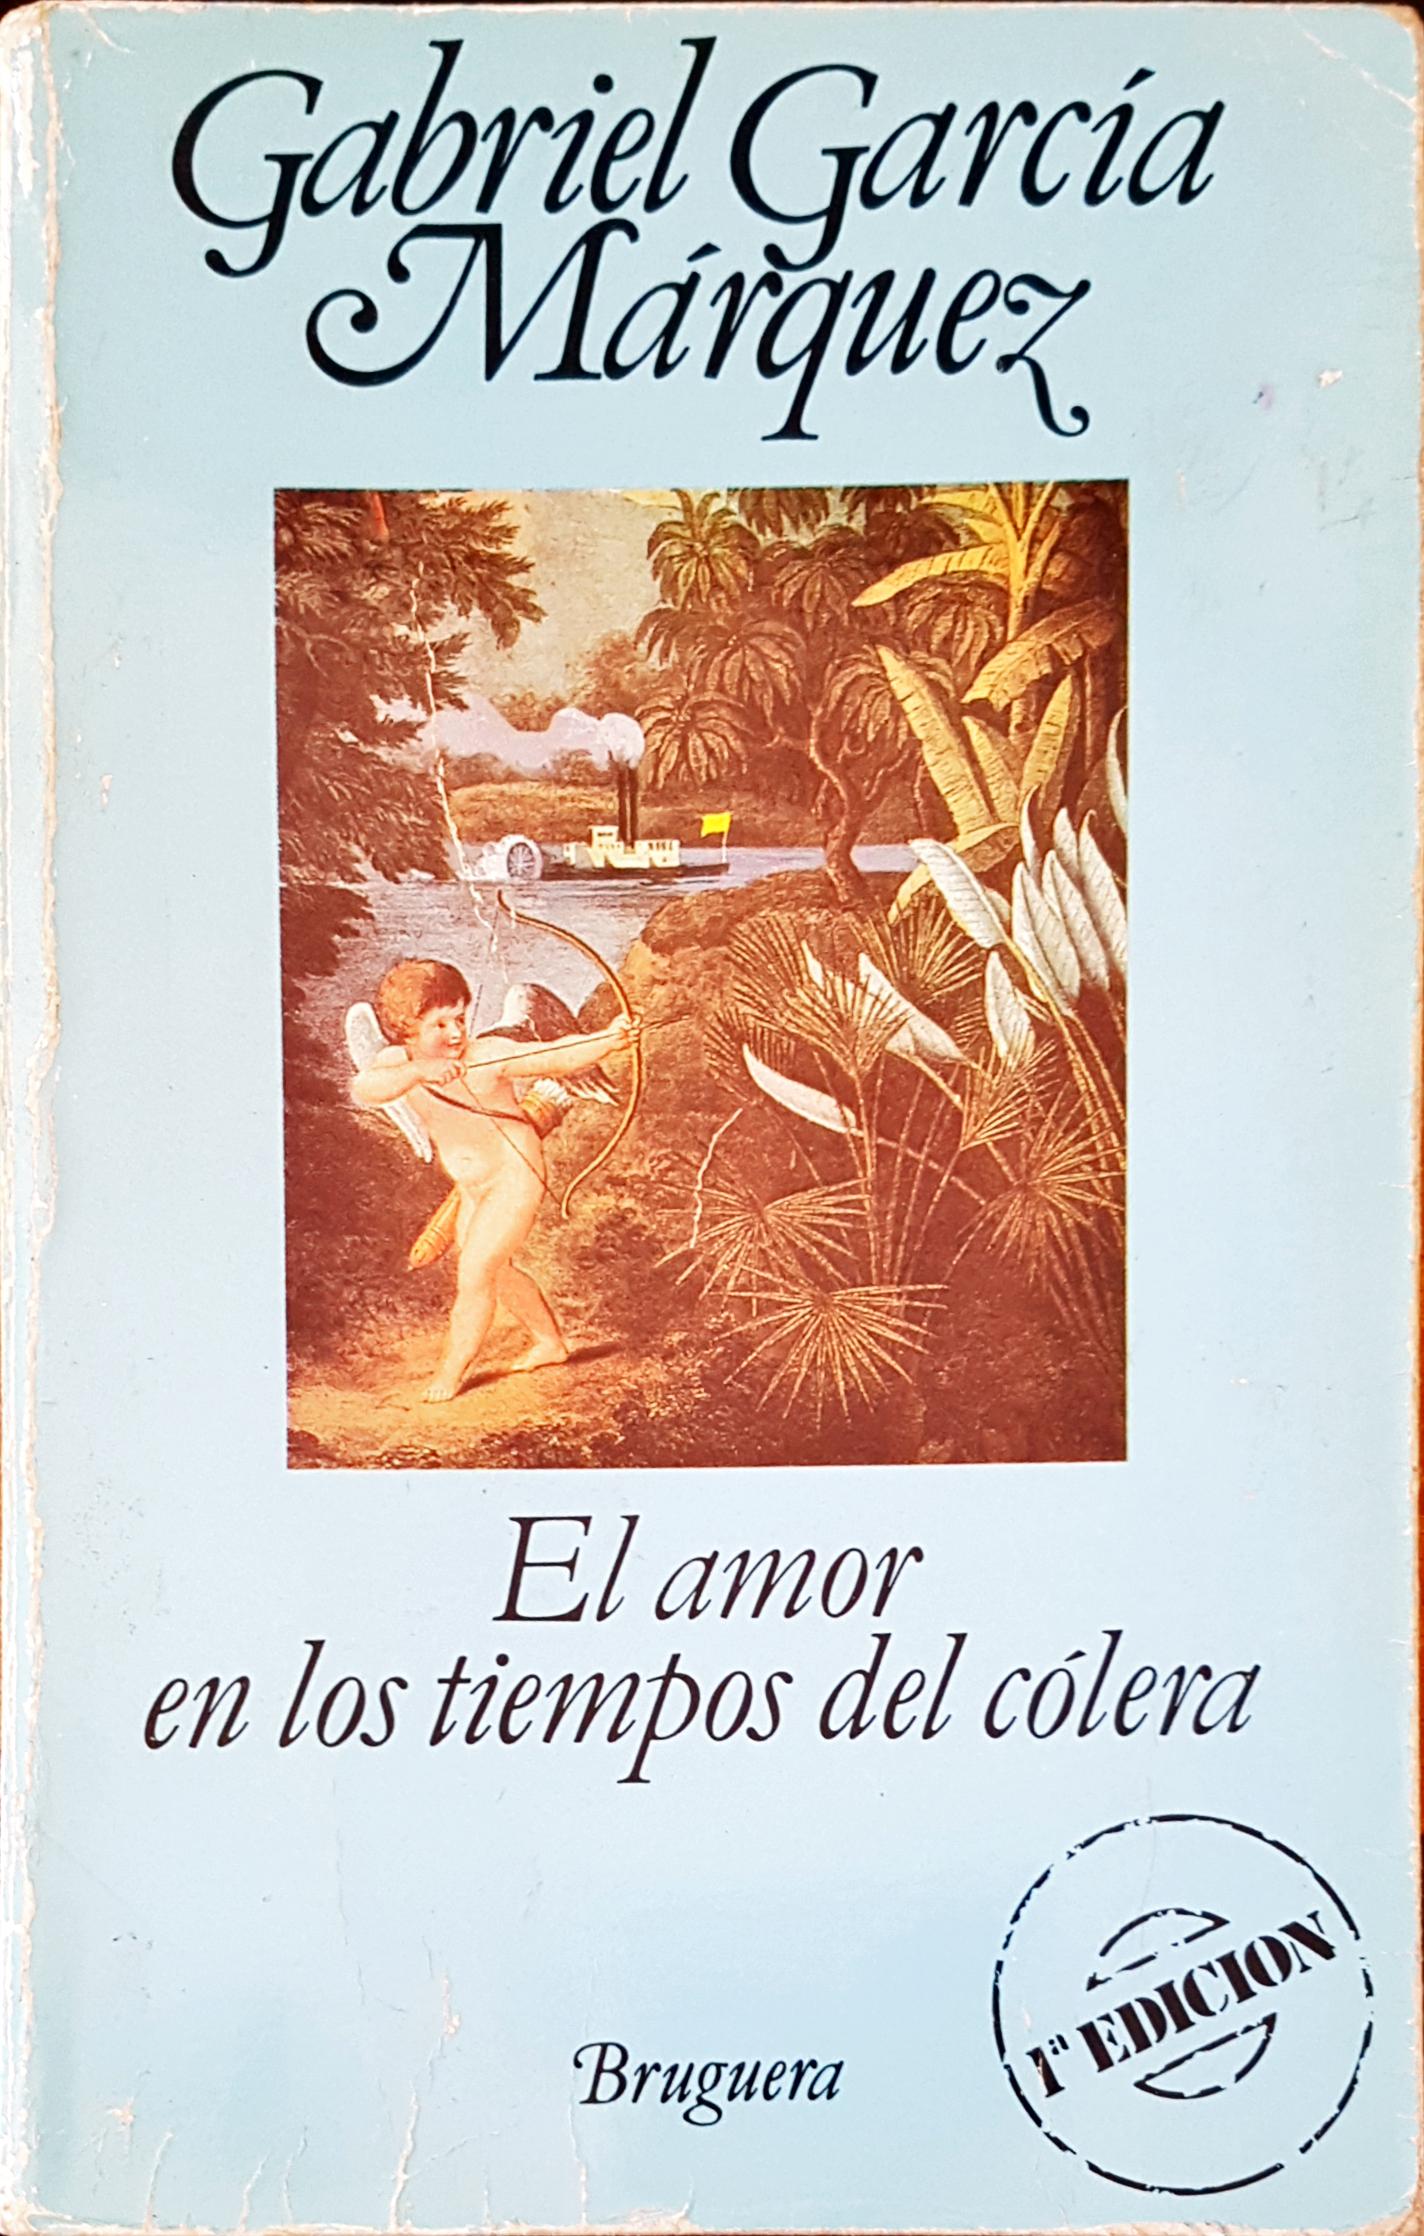 Gabriel García
Márquez
El amor
en los tiempos del cólera
Bruguera
1ª EDICION